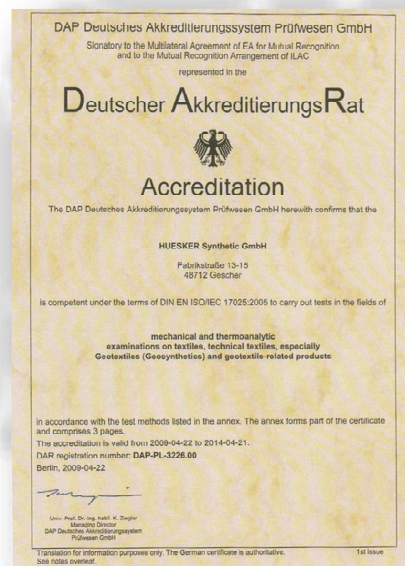 DAP Deutsches Akkreditierungssystem Prüfwesen GmbH
Signatory to the Multilateral Agreement of EA for Mutual Recognition
and to the Mutual Recognition Arrangement of ILAC
represented in the
Deutscher AkkreditierungsRat
Accreditation
The DAP Deutsches Akkreditierungssystem Prüfwesen GmbH herewith confirms that the
HUESKER Synthetic GmbH
Fabrikstraße 13-15
48712 Gescher
is competent under the terms of DIN EN ISO/IEC 17025:2005 to carry out tests in the fields of
mechanical and thermoanalytic
examinations on textiles, technical textiles, especially
Geotextiles (Geosynthetics) and geotextile-related products
in accordance with the test methods listed in the annex. The annex forms part of the certificate
and comprises 3 pages.
The accreditation is valid from 2009-04-22 to 2014-04-21.
DAR registration number: DAP-PL-3226.00
Berlin, 2009-04-22
Univ. Prof. Dr. Ing. habil. K. Ziegler
Managing Director
DAP Deutsches Akkreditierungssystem
Prüfwesen GmbH
Translation for information purposes only. The German certificate is authoritative.
1st issue
See notes overleaf.